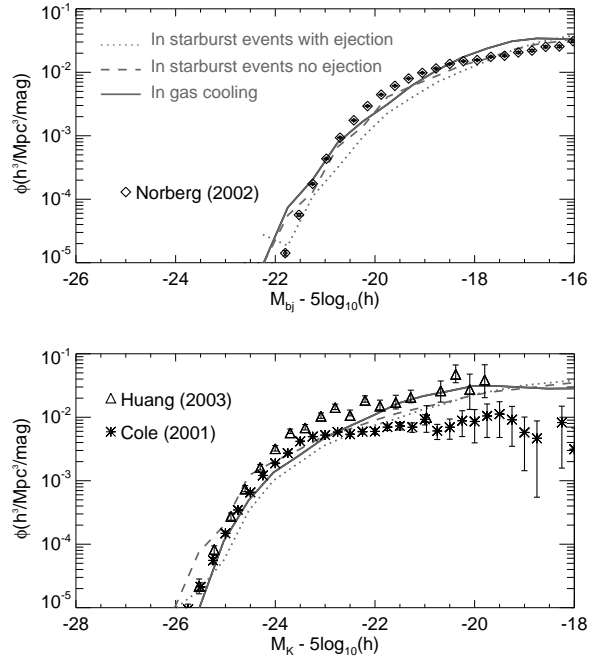 In starburst events with ejection
In starburst events no ejection
In gas cooling
Norberg (2002)
ϕ(h³/Mpc³/mag)
10⁻¹
10⁻²
10⁻³
10⁻⁴
10⁻⁵
-26 -24 -22 -20 -18 -16
M_bj - 5log₁₀(h)
Huang (2003)
Cole (2001)
ϕ(h³/Mpc³/mag)
10⁻¹
10⁻²
10⁻³
10⁻⁴
10⁻⁵
-28 -26 -24 -22 -20 -18
M_K - 5log₁₀(h)